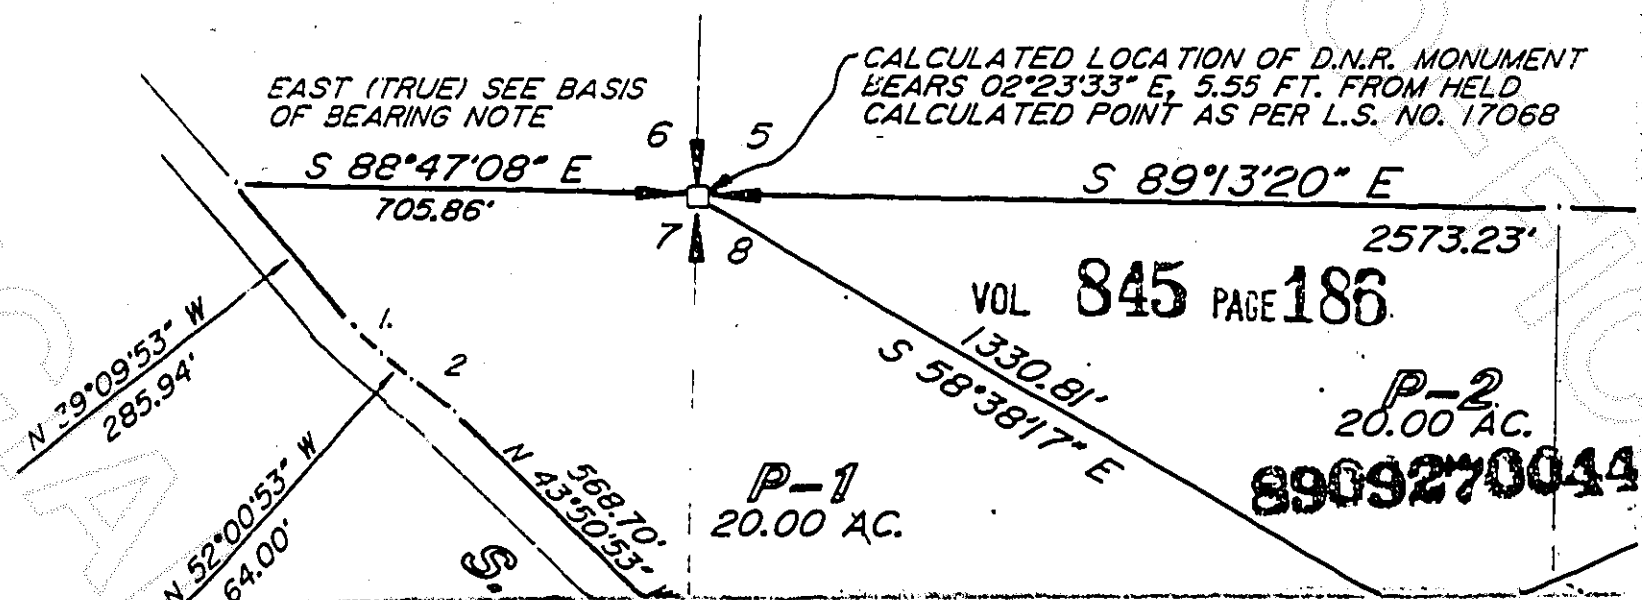 CALCULATED LOCATION OF D.N.R. MONUMENT
BEARS 02°23'33" E, 5.55 FT. FROM HELD
CALCULATED POINT AS PER L.S. NO. 17068
EAST (TRUE) SEE BASIS
OF BEARING NOTE
6
5
S 88°47'08" E
705.86'
S 89°13'20" E
2573.23'
7
8
VOL 845 PAGE 186
1330.81'
S 58°38'17" E
N 39°09'53" W
285.94'
1.
2
N 52°00'53" W
64.00'
568.70'
N 43°50'53" W
P-1
20.00 AC.
P-2
20.00 AC.
8909270044
S.